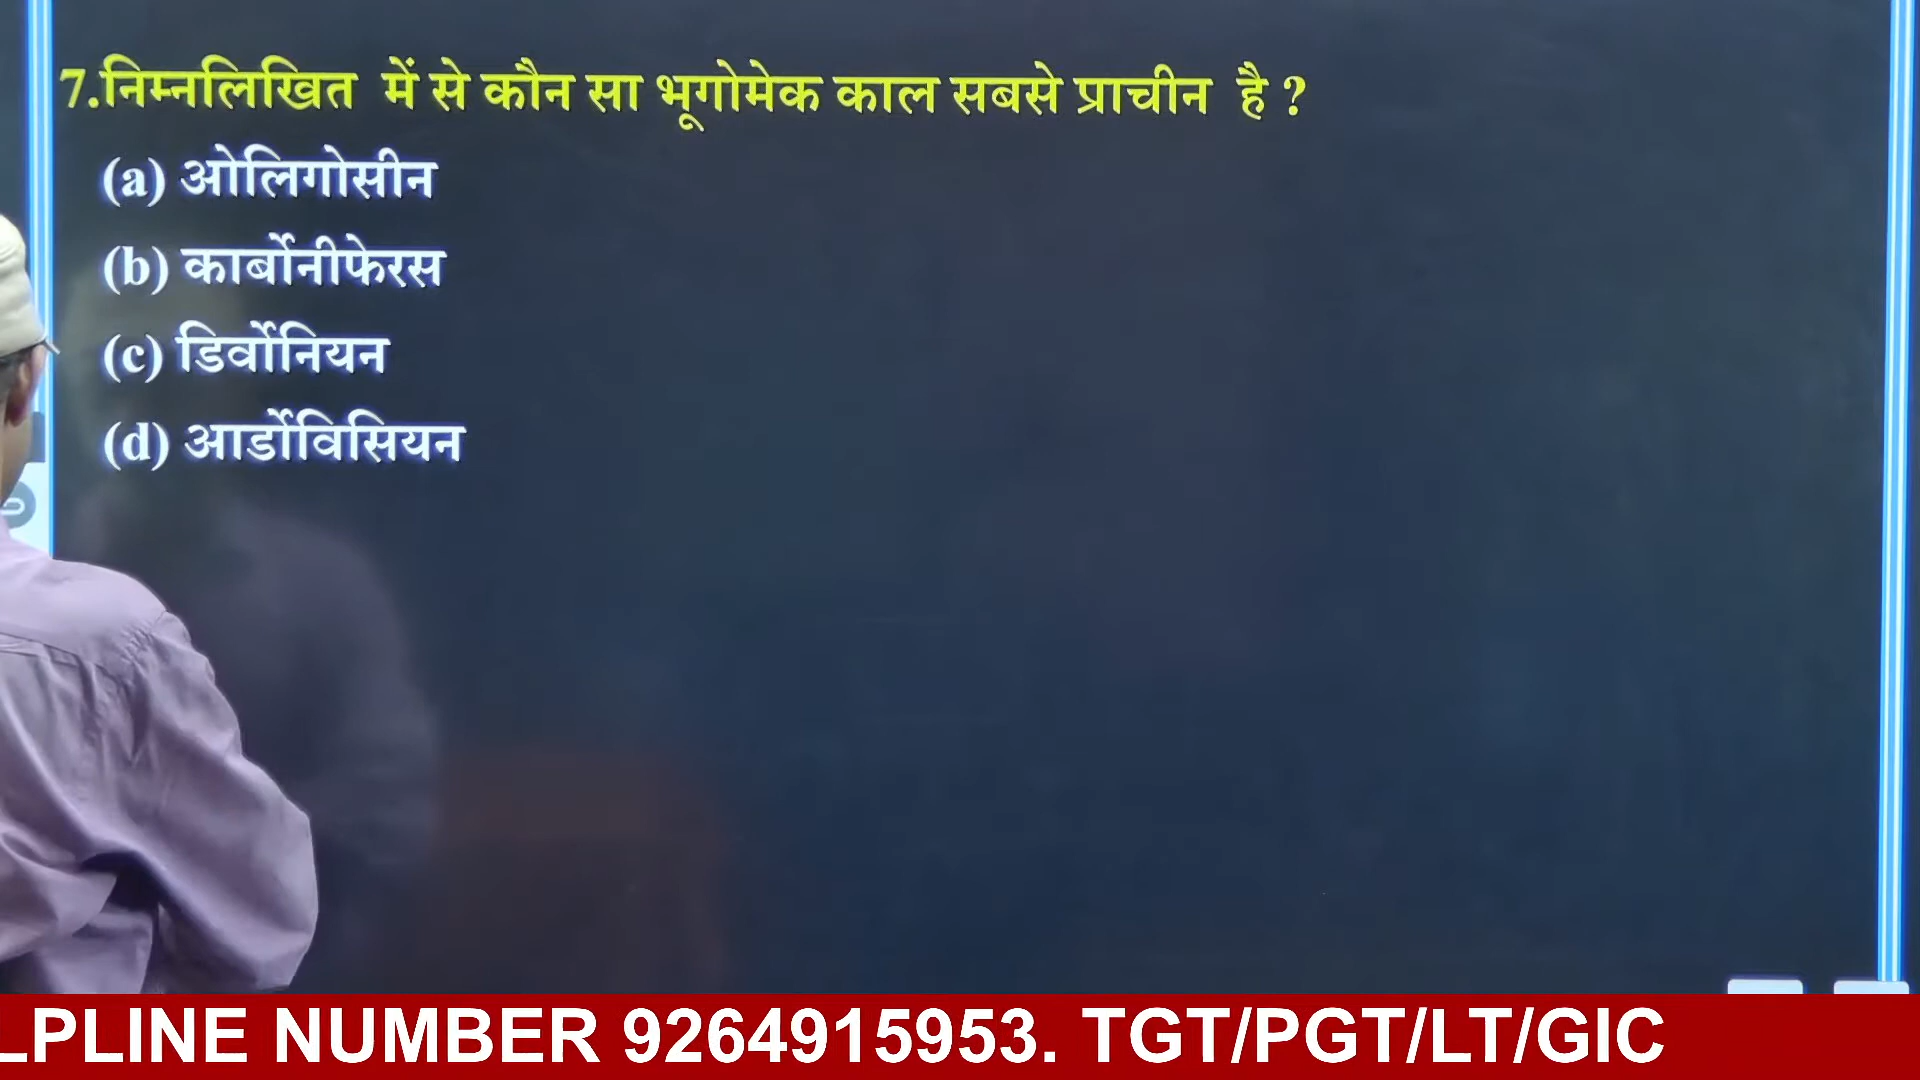 7.निम्नलिखित में से कौन सा भूगोमेक काल सबसे प्राचीन है ?
(a) ओलिगोसीन
(b) कार्बोनीफेरस
(c) डिर्वोनियन
(d) आर्डोविसियन
LPLINE NUMBER 9264915953. TGT/PGT/LT/GIC